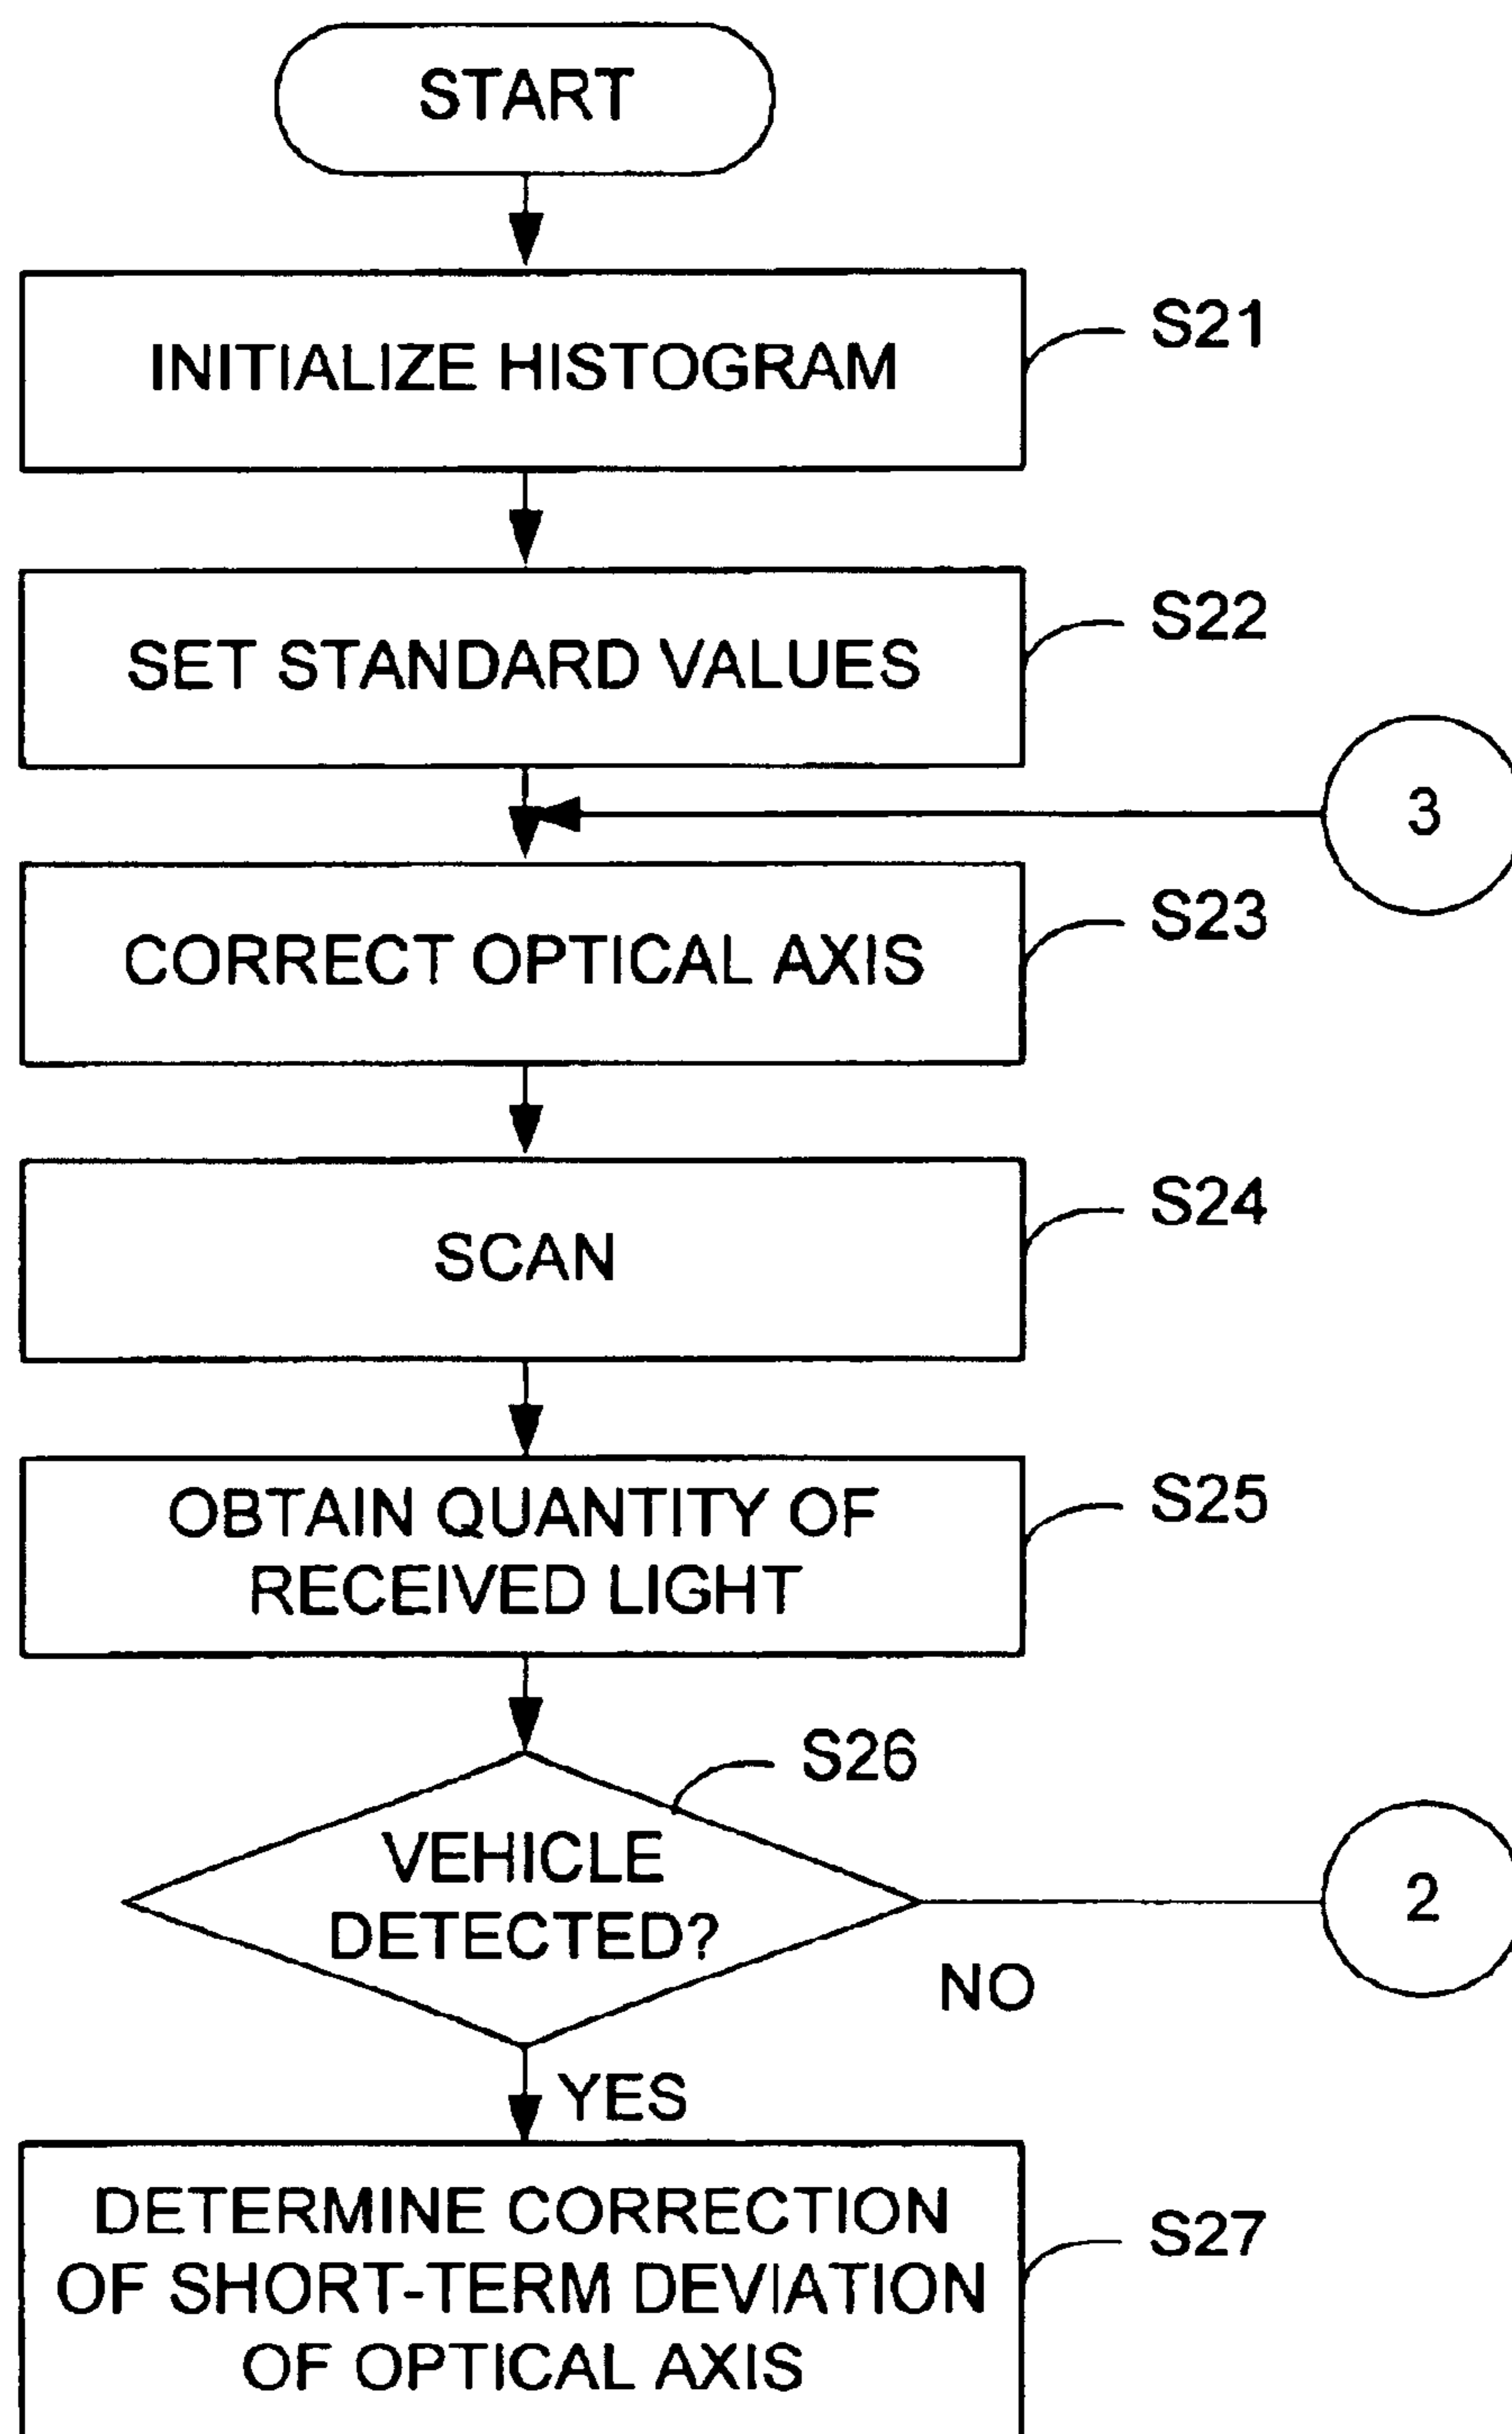 START
INITIALIZE HISTOGRAM
S21
SET STANDARD VALUES
S22
3
CORRECT OPTICAL AXIS
S23
SCAN
S24
OBTAIN QUANTITY OF
RECEIVED LIGHT
S25
S26
VEHICLE
DETECTED?
NO
2
YES
DETERMINE CORRECTION
OF SHORT-TERM DEVIATION
OF OPTICAL AXIS
S27